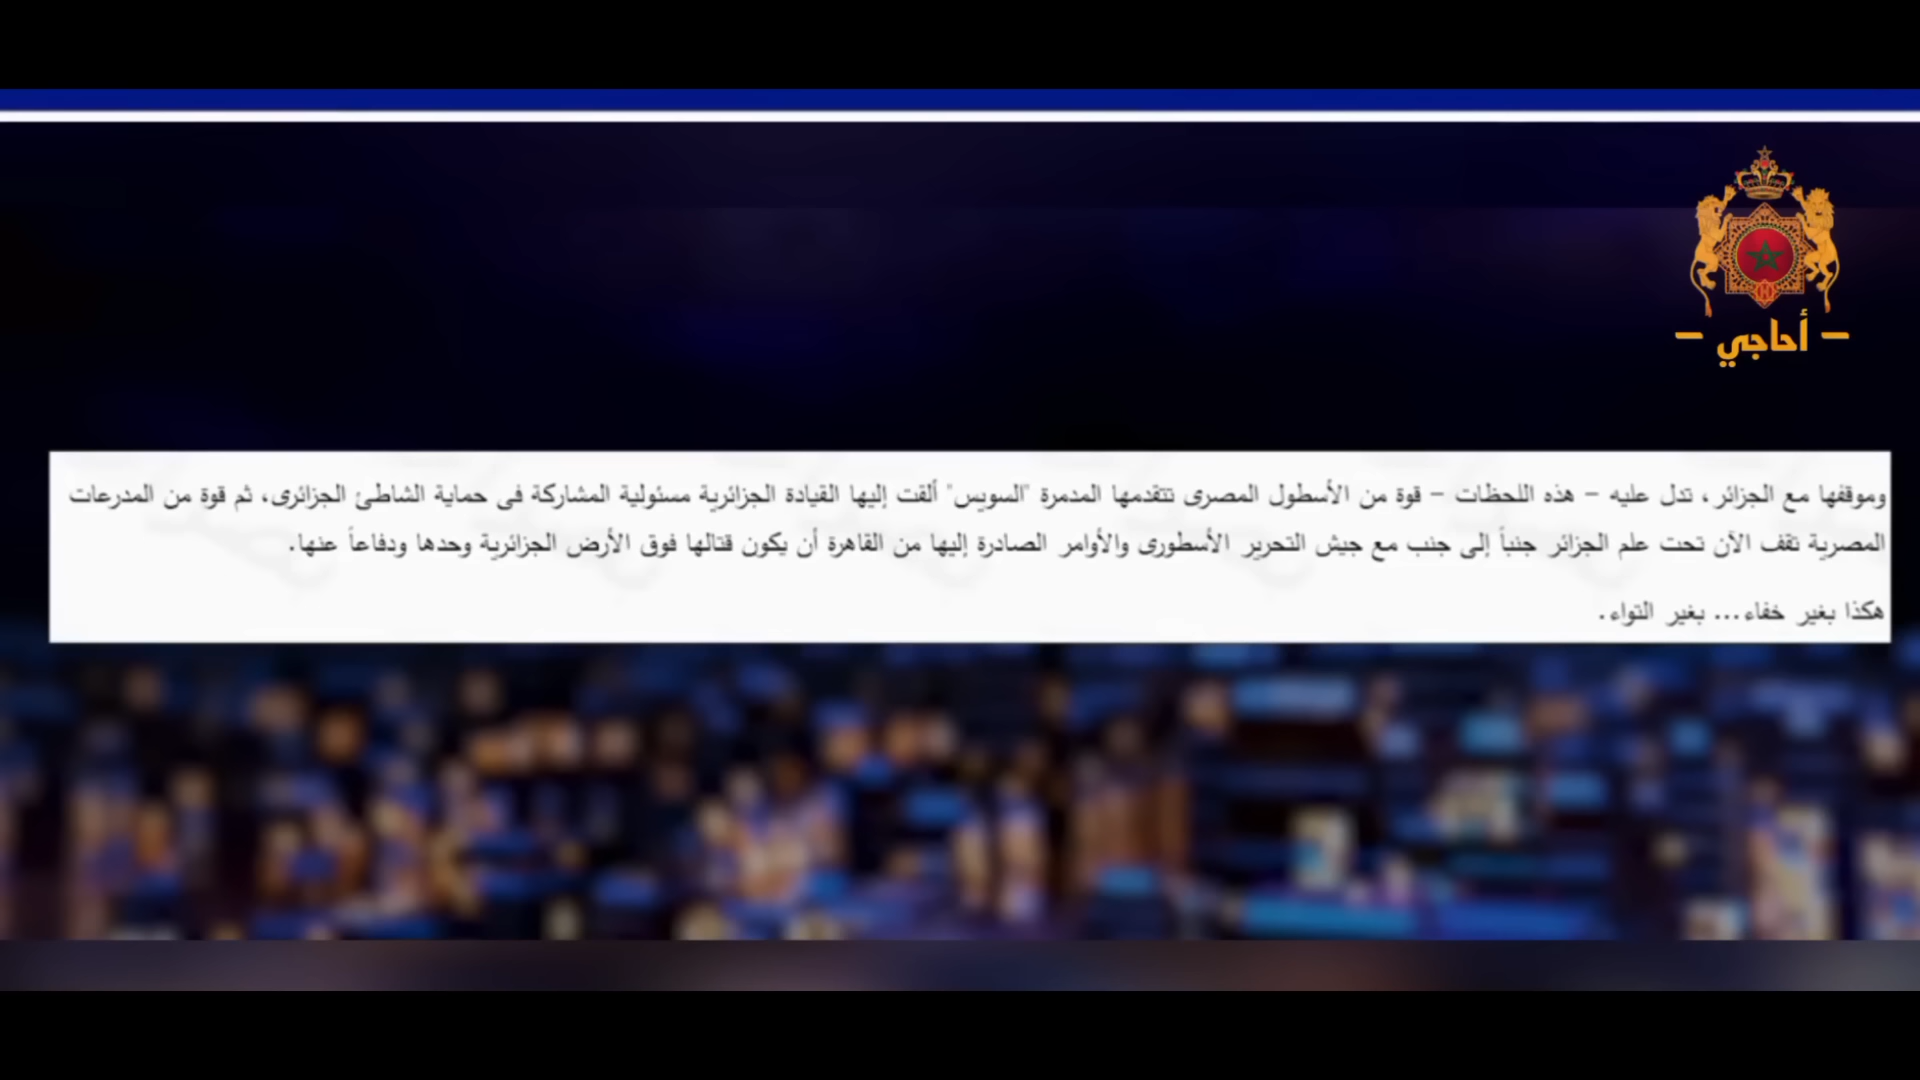 – أحاجي –
وموقفها مع الجزائر، تدل عليه – هذه اللحظات – قوة من الأسطول المصرى تتقدمها المدمرة "السويس" ألقت إليها القيادة الجزائرية مسئولية المشاركة فى حماية الشاطئ الجزائرى، ثم قوة من المدرعات
المصرية تقف الآن تحت علم الجزائر جنباً إلى جنب مع جيش التحرير الأسطورى والأوامر الصادرة إليها من القاهرة أن يكون قتالها فوق الأرض الجزائرية وحدها ودفاعاً عنها.
هكذا بغير خفاء... بغير التواء.